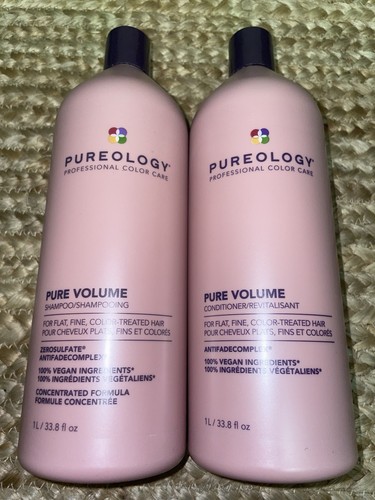 PUREOLOGY®
PROFESSIONAL COLOR CARE
PURE VOLUME
SHAMPOO/SHAMPOOING
FOR FLAT, FINE, COLOR-TREATED HAIR
POUR CHEVEUX PLATS, FINS ET COLORÉS
ZEROSULFATE®
ANTIFADECOMPLEX®
100% VEGAN INGREDIENTS*
100% INGRÉDIENTS VÉGÉTALIENS*
CONCENTRATED FORMULA
FORMULE CONCENTRÉE
1 L / 33.8 fl oz
PUREOLOGY®
PROFESSIONAL COLOR CARE
PURE VOLUME
CONDITIONER/REVITALISANT
FOR FLAT, FINE, COLOR-TREATED HAIR
POUR CHEVEUX PLATS, FINS ET COLORÉS
ANTIFADECOMPLEX®
100% VEGAN INGREDIENTS*
100% INGRÉDIENTS VÉGÉTALIENS*
1 L / 33.8 fl oz